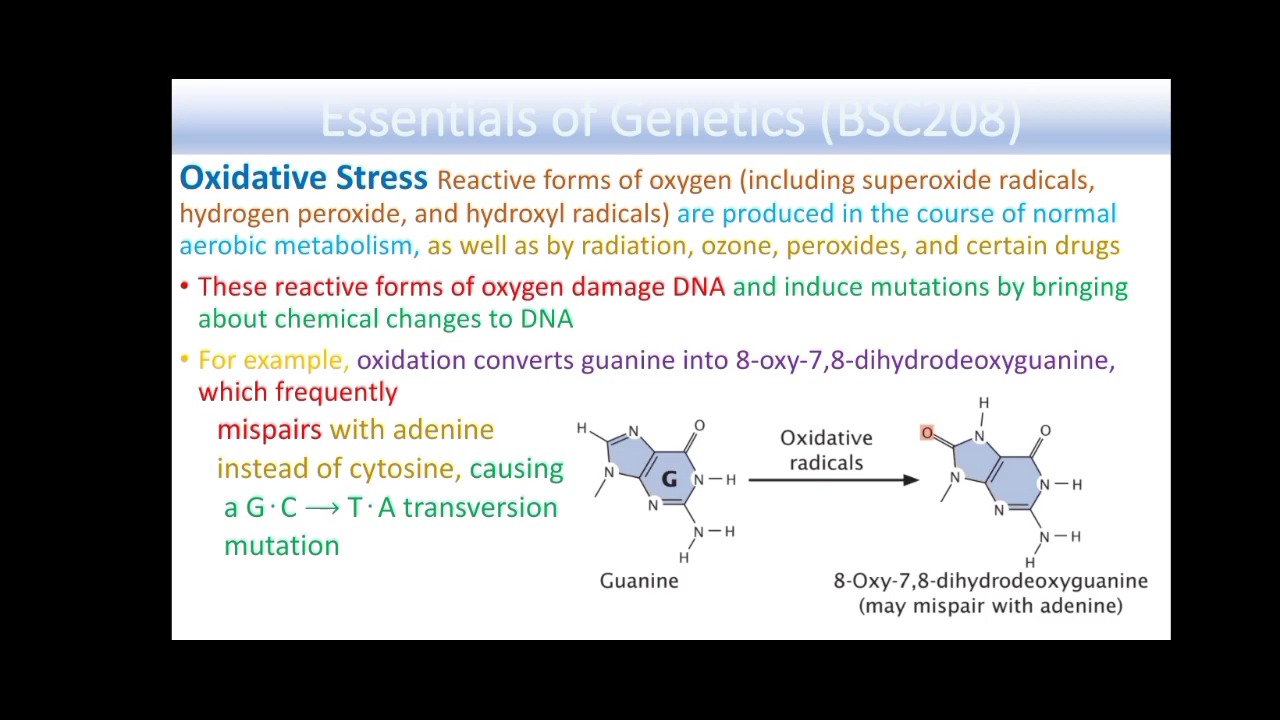 Essentials of Genetics (BSC208)
Oxidative Stress Reactive forms of oxygen (including superoxide radicals,
hydrogen peroxide, and hydroxyl radicals) are produced in the course of normal
aerobic metabolism, as well as by radiation, ozone, peroxides, and certain drugs
• These reactive forms of oxygen damage DNA and induce mutations by bringing
about chemical changes to DNA
• For example, oxidation converts guanine into 8-oxy-7,8-dihydrodeoxyguanine,
which frequently
mispairs with adenine
instead of cytosine, causing
a G·C ⟶ T·A transversion
mutation
H
N
O
N
G
N
H
N
N
H
H
Guanine
Oxidative
radicals
H
O
N
O
N
N
H
N
N
H
H
8-Oxy-7,8-dihydrodeoxyguanine
(may mispair with adenine)